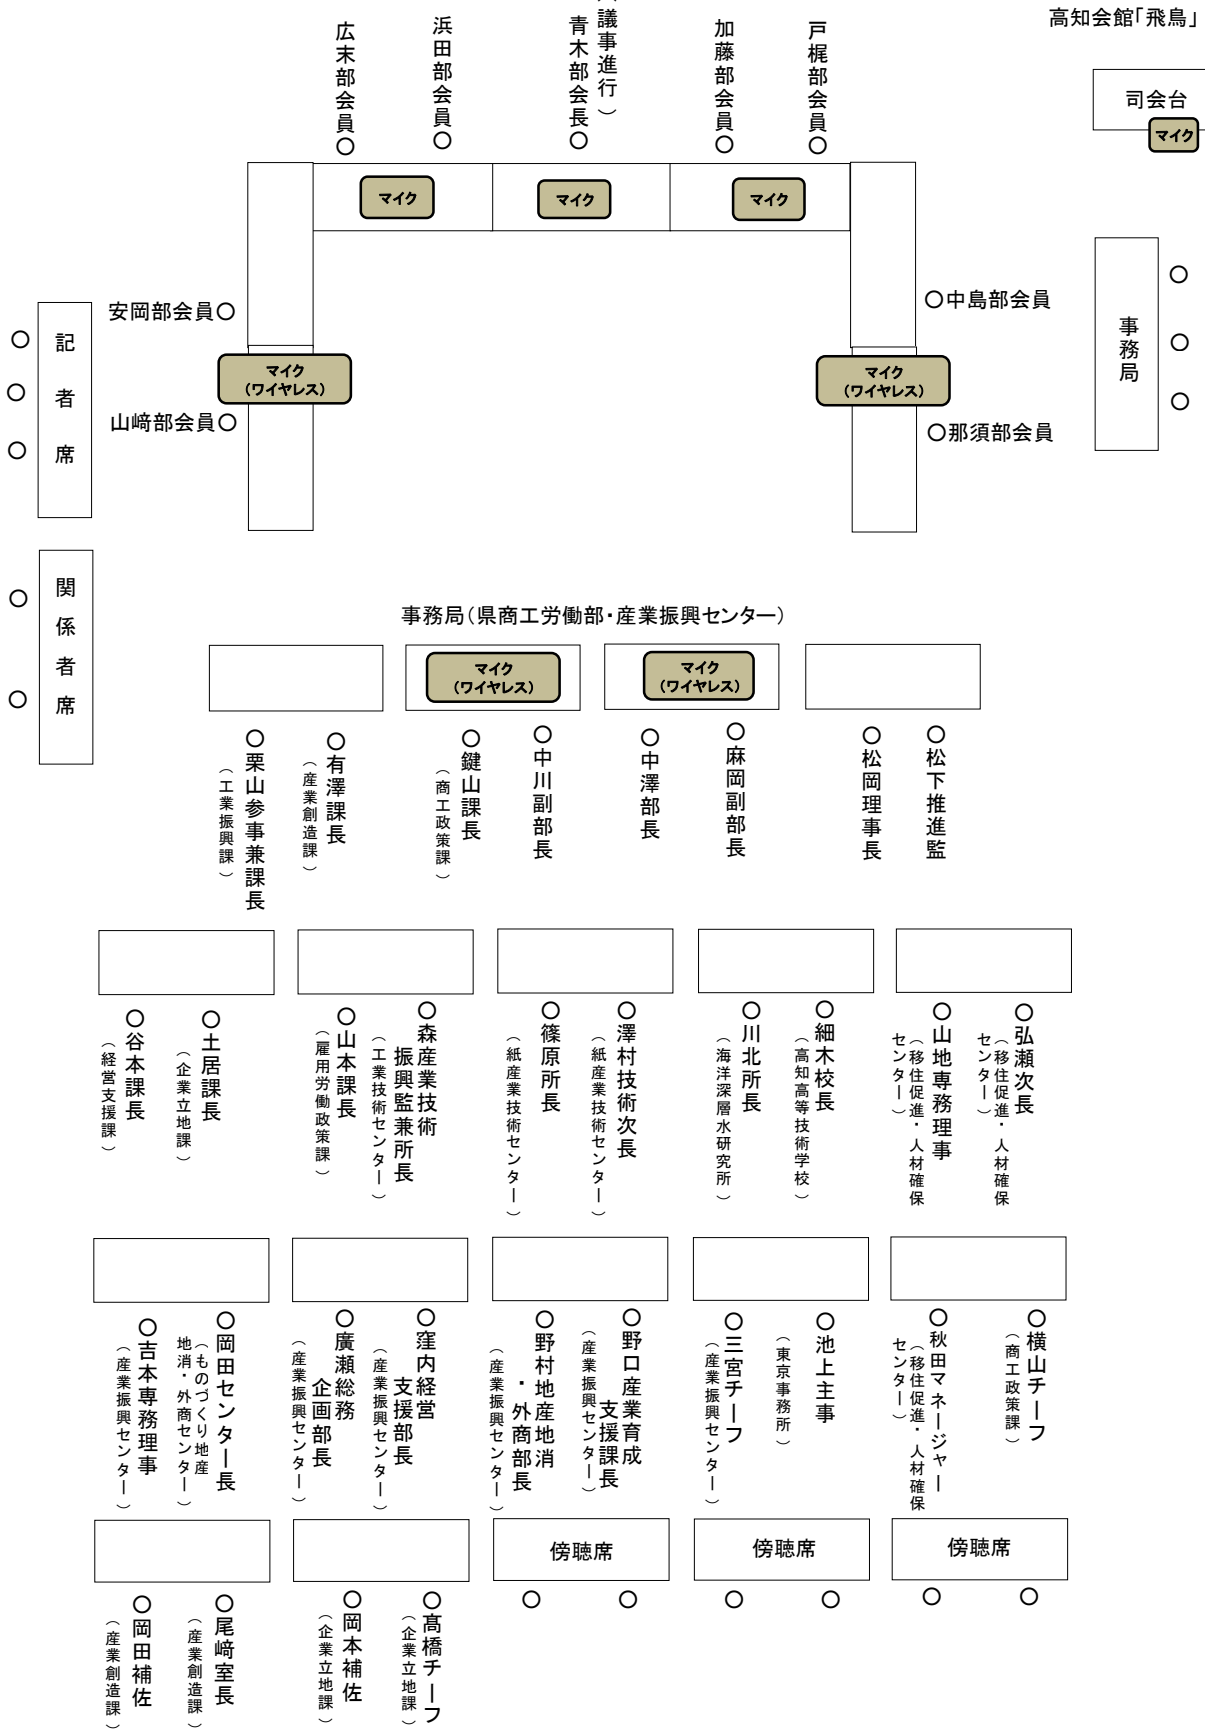 高知会館「飛鳥」
司会台
マイク
広末部会員○
浜田部会員○
青木部会長○
議事進行）
加藤部会員○
戸梶部会員○
マイク
マイク
マイク
安岡部会員○
マイク
（ワイヤレス）
山﨑部会員○
○中島部会員
マイク
（ワイヤレス）
○那須部会員
事務局
○
○
○
記者席
○
○
○
関係者席
○
○
事務局（県商工労働部・産業振興センター）
マイク
（ワイヤレス）
マイク
（ワイヤレス）
○栗山参事兼課長
（工業振興課）
○有澤課長
（産業創造課）
○鍵山課長
（商工政策課）
○中川副部長
○中澤部長
○麻岡副部長
○松岡理事長
○松下推進監
○谷本課長
（経営支援課）
○土居課長
（企業立地課）
○山本課長
（雇用労働政策課）
○森産業技術
振興監兼所長
（工業技術センター）
○篠原所長
（紙産業技術センター）
○澤村技術次長
（紙産業技術センター）
○川北所長
（海洋深層水研究所）
○細木校長
（高知高等技術学校）
○山地専務理事
（移住促進・人材確保
センター）
○弘瀬次長
（移住促進・人材確保
センター）
○吉本専務理事
（産業振興センター）
○岡田センター長
（ものづくり地産
地消・外商センター）
○廣瀬総務
企画部長
（産業振興センター）
○窪内経営
支援部長
（産業振興センター）
○野村地産地消
・外商部長
（産業振興センター）
○野口産業育成
支援課長
（産業振興センター）
○三宮チーフ
（産業振興センター）
○池上主事
（東京事務所）
○秋田マネージャー
（移住促進・人材確保
センター）
○横山チーフ
（商工政策課）
傍聴席
傍聴席
傍聴席
○
○
○
○
○
○
○岡田補佐
（産業創造課）
○尾﨑室長
（産業創造課）
○岡本補佐
（企業立地課）
○髙橋チーフ
（企業立地課）